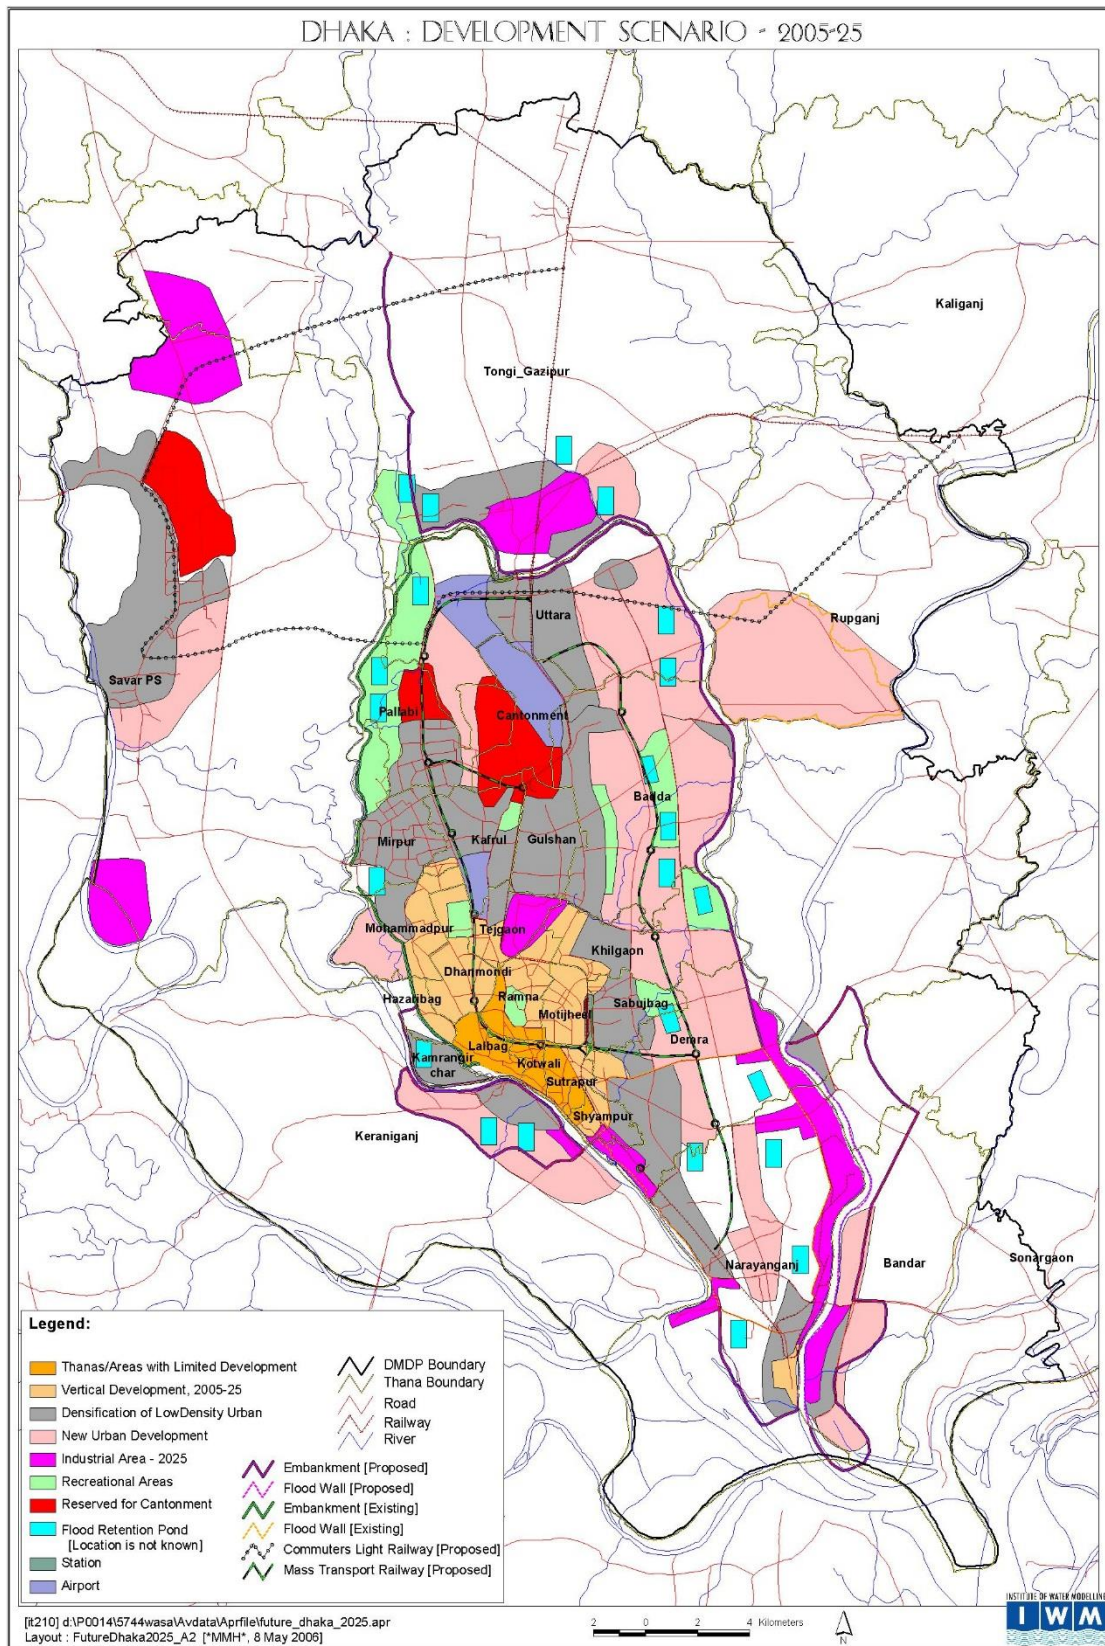 DHAKA : DEVELOPMENT SCENARIO - 2005-25
Kaliganj
Tongi_Gazipur
Uttara
Rupganj
Savar PS
Pallabi
Cantonment
Badda
Mirpur
Kafrul
Gulshan
Mohammadpur
Tejgaon
Khilgaon
Dhanmondi
Hazaribag
Ramna
Sabujbag
Motijheel
Demra
Lalbag
Kamrangir
char
Kotwali
Sutrapur
Shyampur
Keraniganj
Narayanganj
Bandar
Sonargaon
Legend:
Thanas/Areas with Limited Development
Vertical Development, 2005-25
Densification of LowDensity Urban
New Urban Development
Industrial Area - 2025
Recreational Areas
Reserved for Cantonment
Flood Retention Pond
[Location is not known]
Station
Airport
DMDP Boundary
Thana Boundary
Road
Railway
River
Embankment [Proposed]
Flood Wall [Proposed]
Embankment [Existing]
Flood Wall [Existing]
Commuters Light Railway [Proposed]
Mass Transport Railway [Proposed]
[it210] d:\P0014\5744wasa\Avdata\Aprfile\future_dhaka_2025.apr
Layout : FutureDhaka2025_A2 [*MMH*, 8 May 2006]
2 0 2 4 Kilometers
N
INSTITUTE OF WATER MODELLING
IWM